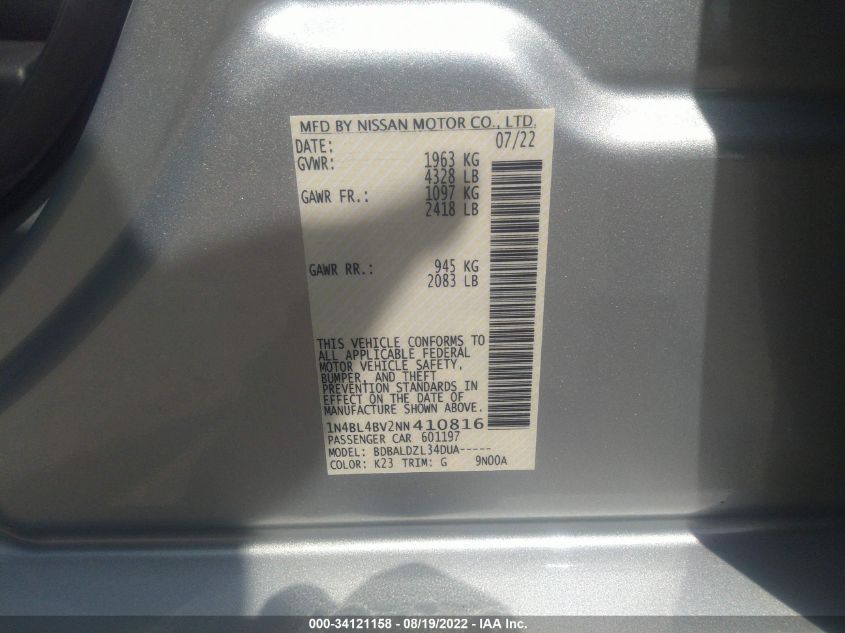 MFD BY NISSAN MOTOR CO., LTD.
DATE: 07/22
GVWR: 1963 KG
4328 LB
GAWR FR.: 1097 KG
2418 LB
GAWR RR.: 945 KG
2083 LB
THIS VEHICLE CONFORMS TO
ALL APPLICABLE FEDERAL
MOTOR VEHICLE SAFETY,
BUMPER, AND THEFT
PREVENTION STANDARDS IN
EFFECT ON THE DATE OF
MANUFACTURE SHOWN ABOVE.
1N4BL4BV2NN410816
PASSENGER CAR 601197
MODEL: BDBALDZL34DUA-----
COLOR: K23 TRIM: G 9N00A
000-34121158 - 08/19/2022 - IAA Inc.